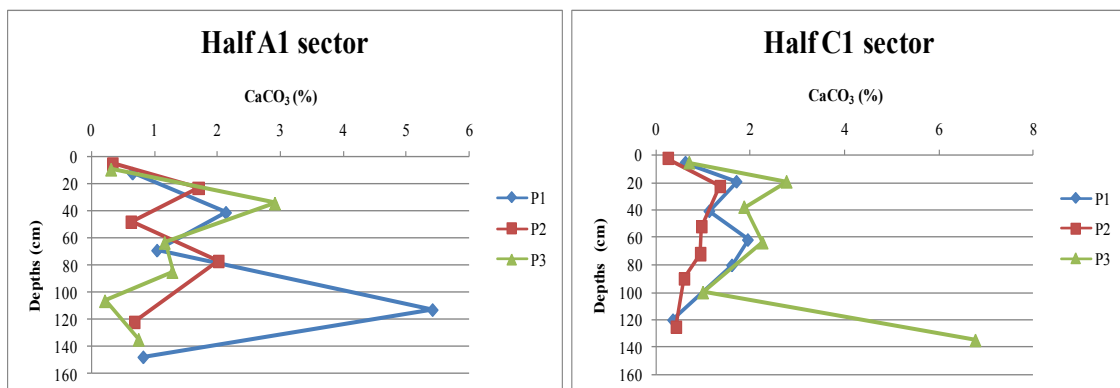 Half A1 sector
CaCO₃ (%)
0 1 2 3 4 5 6
0
20
40
60
80
100
120
140
160
Depths (cm)
P1
P2
P3
Half C1 sector
CaCO₃ (%)
0 2 4 6 8
0
20
40
60
80
100
120
140
160
Depths (cm)
P1
P2
P3